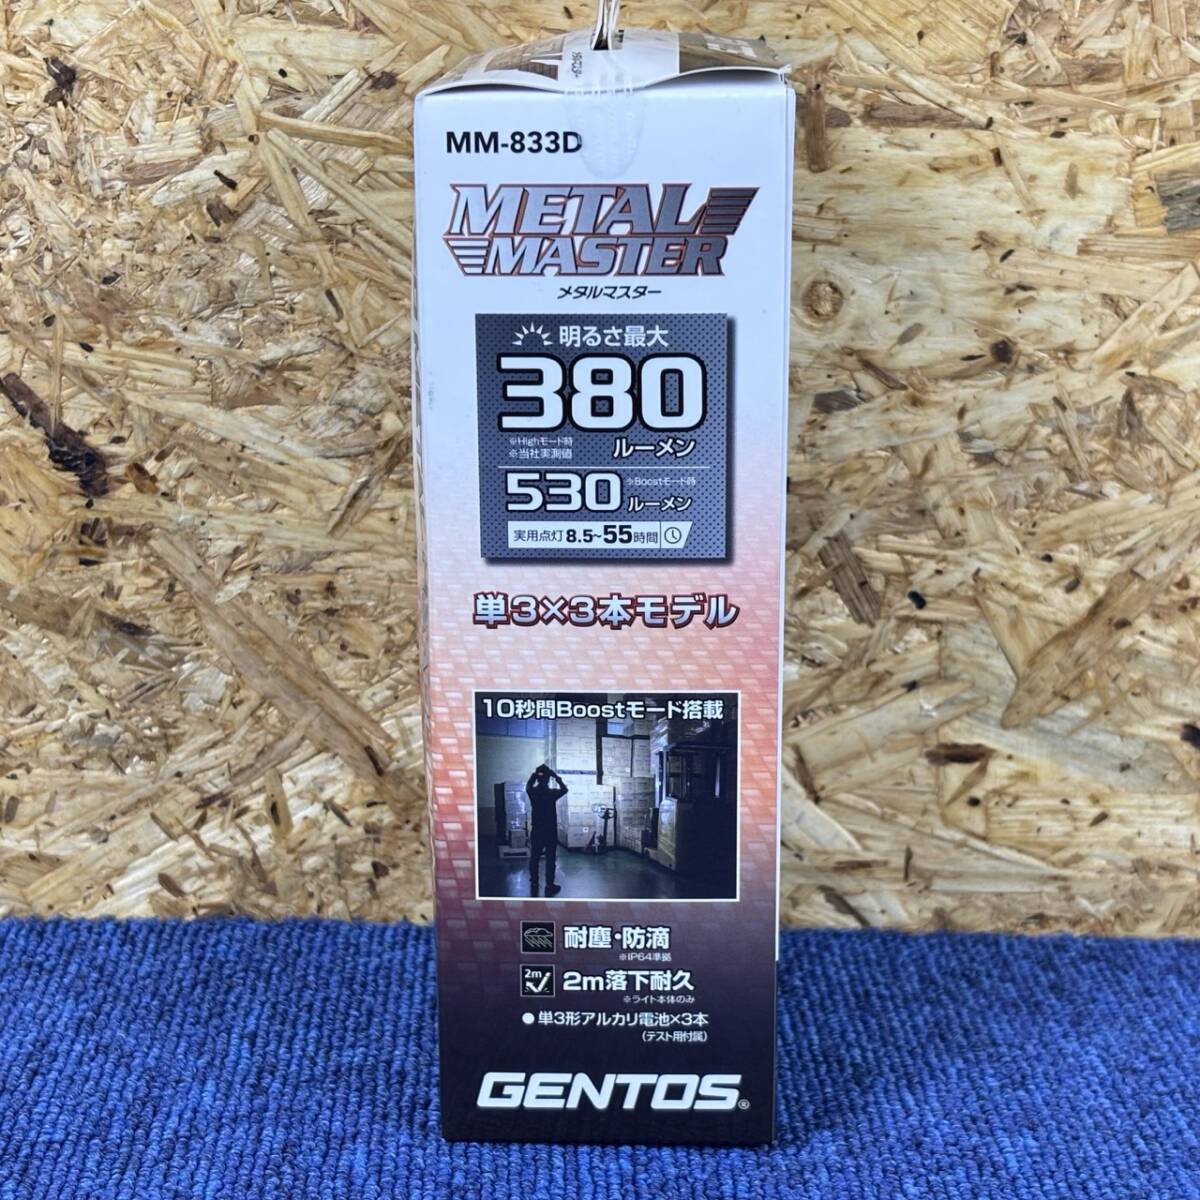 MM-833D
METAL
MASTER
メタルマスター
明るさ最大
380
※Highモード時
※当社実測値
ルーメン
530
※Boostモード時
ルーメン
実用点灯8.5~55時間
単3×3本モデル
10秒間Boostモード搭載
耐塵・防滴
※IP64準拠
2m
2m落下耐久
※ライト本体のみ
●単3形アルカリ電池×3本
(テスト用付属)
GENTOS®